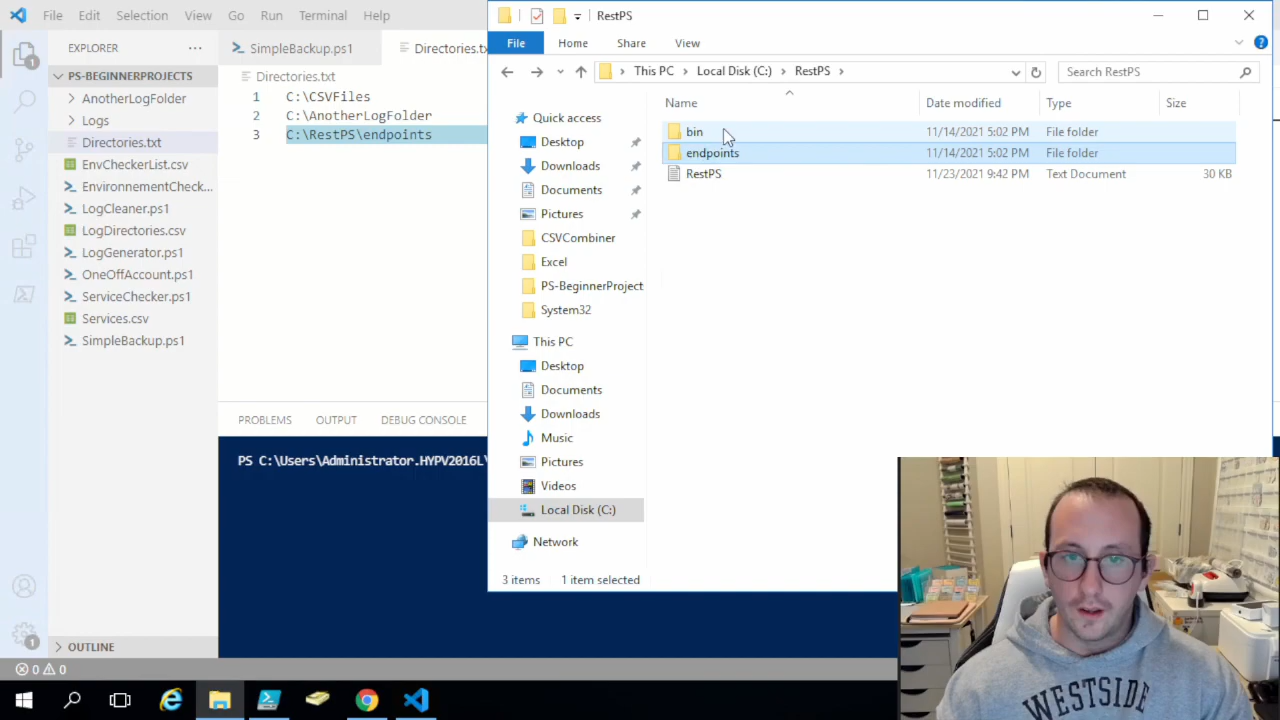 File Edit Selection View Go Run Terminal Help
EXPLORER ...
PS-BEGINNERPROJECTS
AnotherLogFolder
Logs
Directories.txt
EnvCheckerList.csv
EnvironnementCheck...
LogCleaner.ps1
LogDirectories.csv
LogGenerator.ps1
OneOffAccount.ps1
ServiceChecker.ps1
Services.csv
SimpleBackup.ps1
OUTLINE
0 0
1
1
SimpleBackup.ps1 Directories.tx
Directories.txt
1 C:\CSVFiles
2 C:\AnotherLogFolder
3 C:\RestPS\endpoints
PROBLEMS OUTPUT DEBUG CONSOLE
PS C:\Users\Administrator.HYPV2016L\
RestPS
File Home Share View
This PC Local Disk (C:) RestPS
Search RestPS
Quick access
Desktop
Downloads
Documents
Pictures
CSVCombiner
Excel
PS-BeginnerProject
System32
This PC
Desktop
Documents
Downloads
Music
Pictures
Videos
Local Disk (C:)
Network
Name Date modified Type Size
bin 11/14/2021 5:02 PM File folder
endpoints 11/14/2021 5:02 PM File folder
RestPS 11/23/2021 9:42 PM Text Document 30 KB
3 items 1 item selected
WESTSIDE